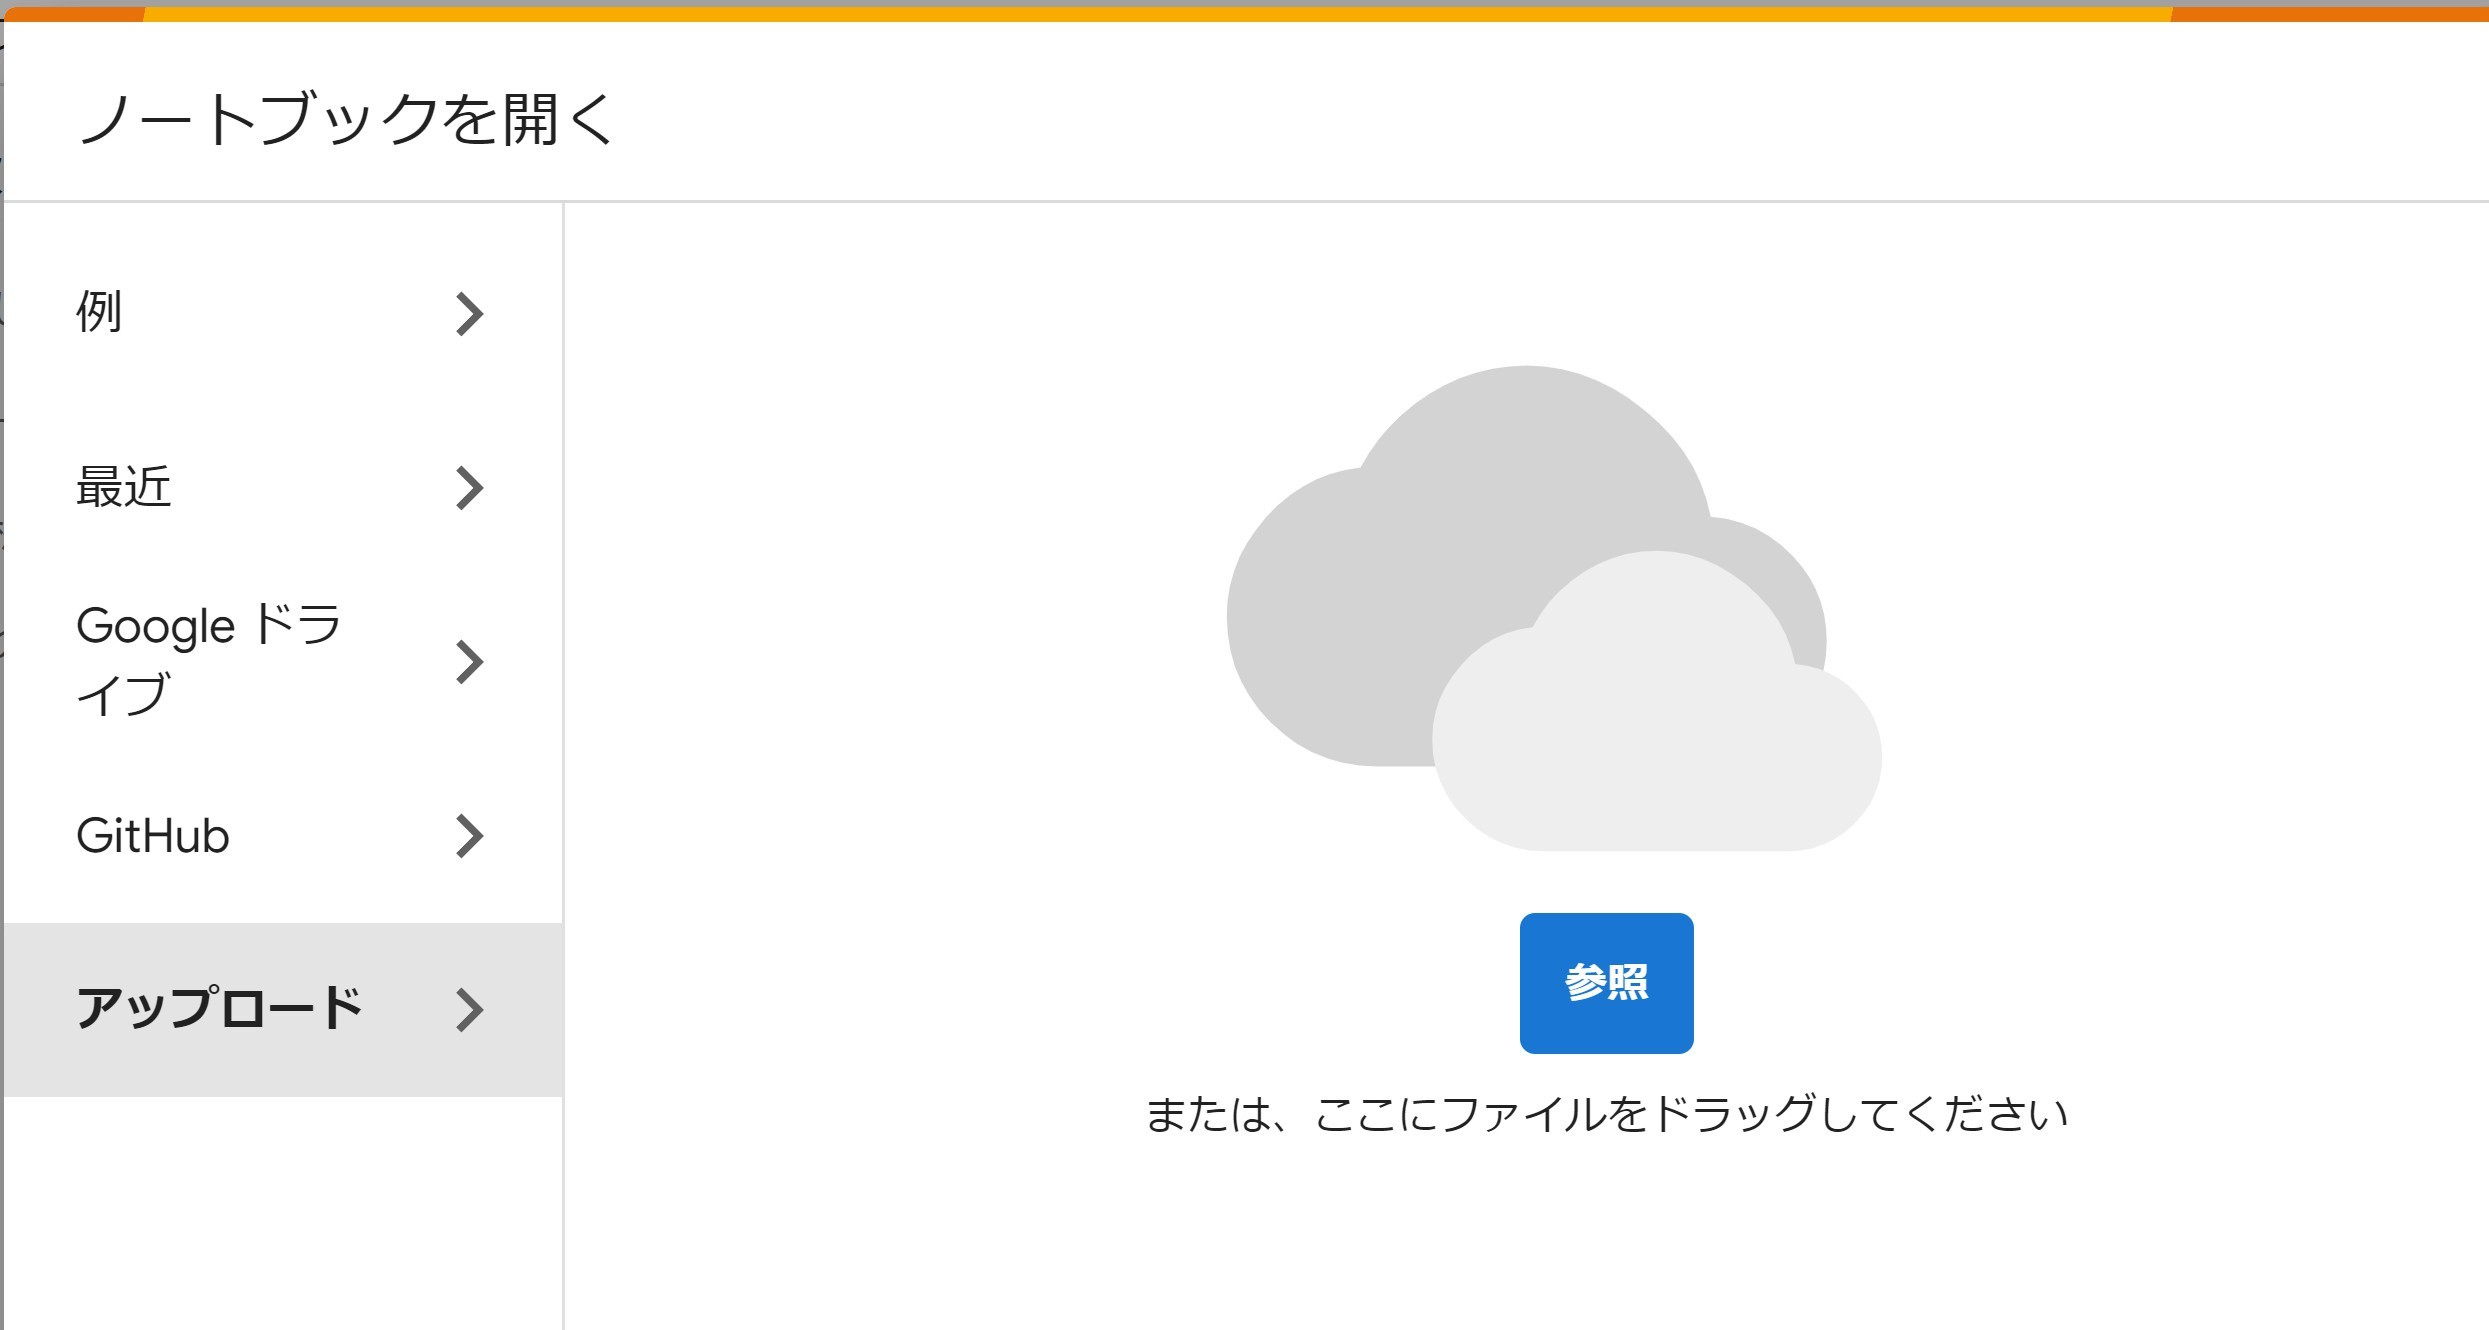 ノートブックを開く
例
最近
Google ドラ
イブ
GitHub
アップロード
参照
または、ここにファイルをドラッグしてください